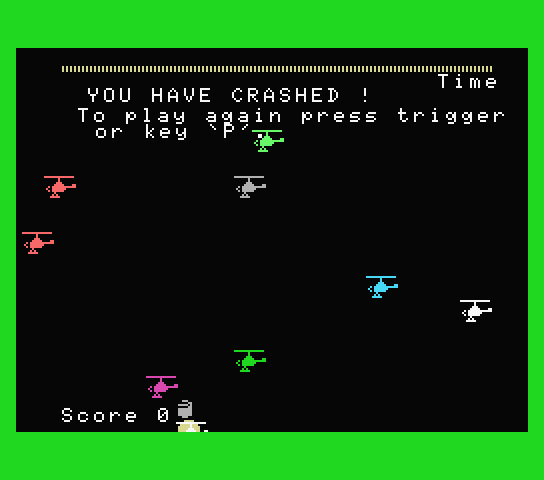 Time
YOU HAVE CRASHED !
To play again press trigger
or key `P'.
Score 0